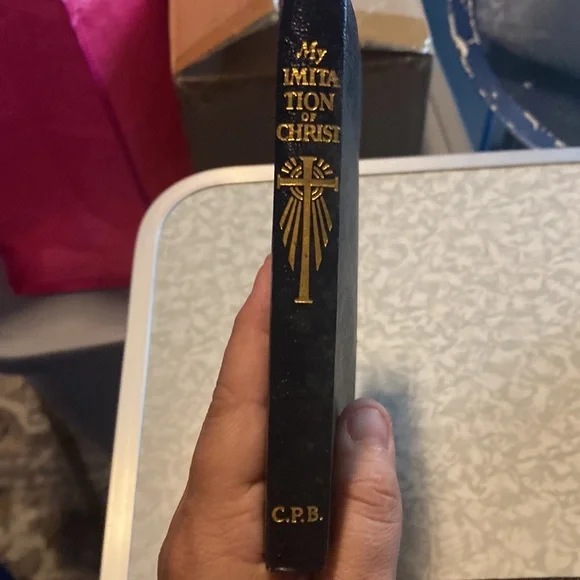 My
IMITA
TION
OF
CHRIST
C.P.B.